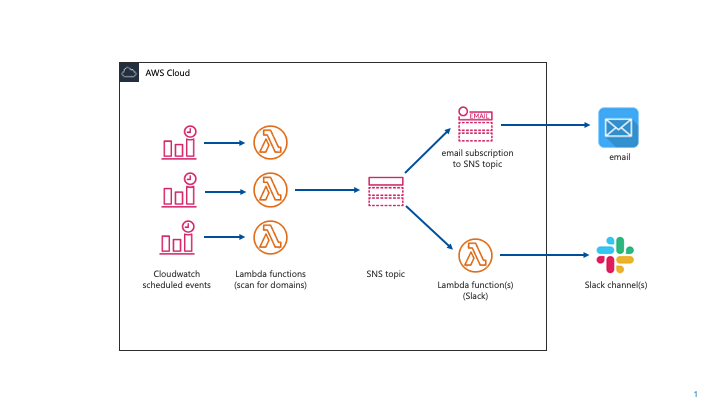 AWS Cloud
EMAIL
email subscription
to SNS topic
email
Cloudwatch
scheduled events
Lambda functions
(scan for domains)
SNS topic
Lambda function(s)
(Slack)
Slack channel(s)
1